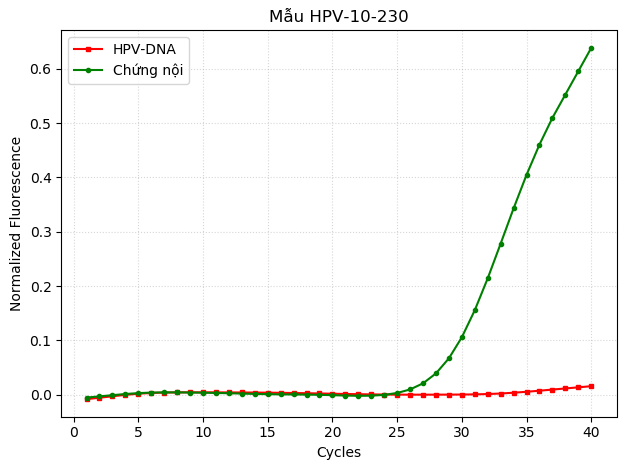 Mẫu HPV-10-230
HPV-DNA
Chứng nội
0.6
0.5
0.4
0.3
0.2
0.1
0.0
Normalized Fluorescence
0 5 10 15 20 25 30 35 40
Cycles